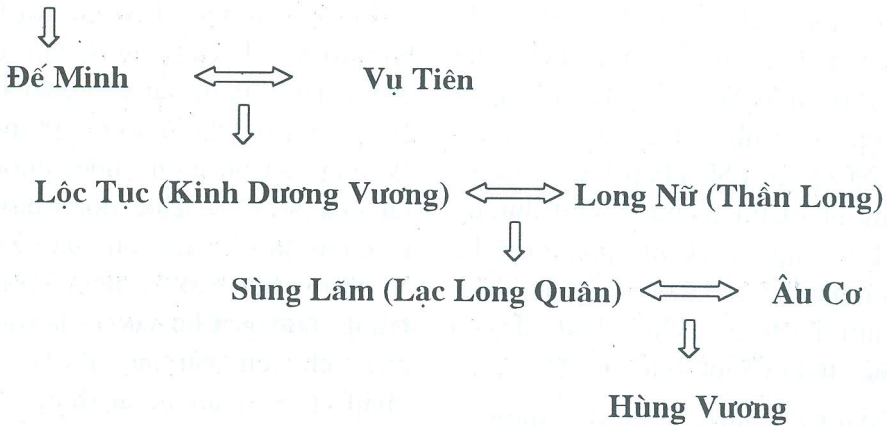 Đế Minh Vụ Tiên
Lộc Tục (Kinh Dương Vương) Long Nữ (Thần Long)
Sùng Lãm (Lạc Long Quân) Âu Cơ
Hùng Vương